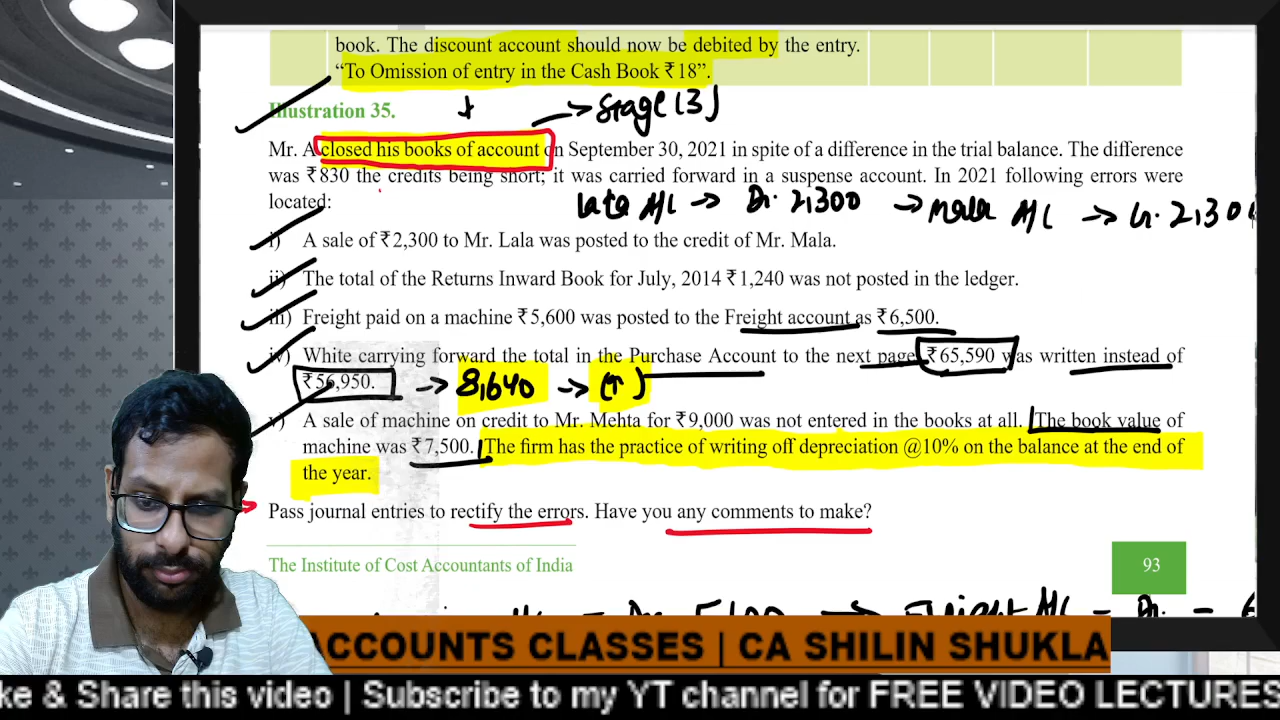 book. The discount account should now be debited by the entry.
“To Omission of entry in the Cash Book ₹18”.
Illustration 35.
→ Stage (3)
Mr. A closed his books of account on September 30, 2021 in spite of a difference in the trial balance. The difference
was ₹830 the credits being short; it was carried forward in a suspense account. In 2021 following errors were
located:
Lala A/c → Dr. 2,300 → Mala A/c → Cr. 2,30
i) A sale of ₹2,300 to Mr. Lala was posted to the credit of Mr. Mala.
ii) The total of the Returns Inward Book for July, 2014 ₹1,240 was not posted in the ledger.
iii) Freight paid on a machine ₹5,600 was posted to the Freight account as ₹6,500.
iv) White carrying forward the total in the Purchase Account to the next page, ₹65,590 was written instead of
₹56,950. → 8,640 → (↑)
v) A sale of machine on credit to Mr. Mehta for ₹9,000 was not entered in the books at all. The book value of
machine was ₹7,500. The firm has the practice of writing off depreciation @10% on the balance at the end of
the year.
Pass journal entries to rectify the errors. Have you any comments to make?
The Institute of Cost Accountants of India
93
→ Freight A/c – Dr. –
ACCOUNTS CLASSES | CA SHILIN SHUKLA
ke & Share this video | Subscribe to my YT channel for FREE VIDEO LECTURES